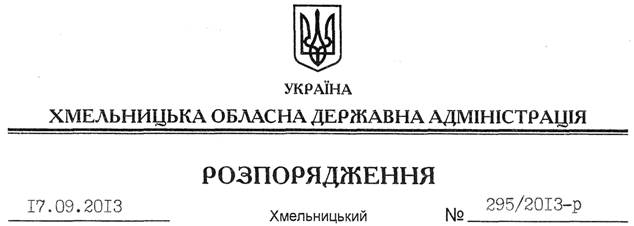 УКРАЇНА
ХМЕЛЬНИЦЬКА ОБЛАСНА ДЕРЖАВНА АДМІНІСТРАЦІЯ
РОЗПОРЯДЖЕННЯ
17.09.2013 Хмельницький № 295/2013-р